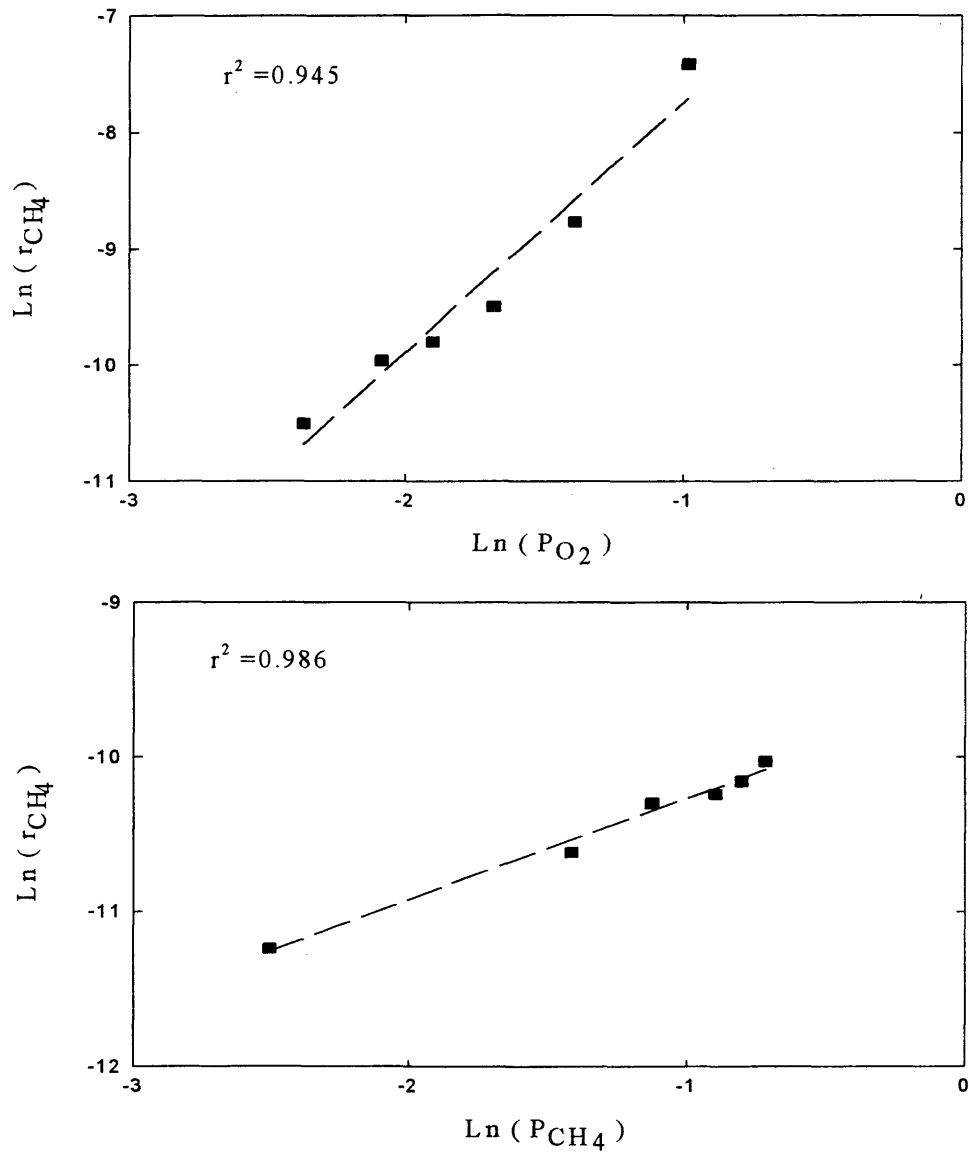 -7
r² =0.945
-8
-9
-10
-11
Ln ( r_CH4 )
-3 -2 -1 0
Ln ( P_O2 )
-9
r² =0.986
-10
-11
-12
Ln ( r_CH4 )
-3 -2 -1 0
Ln ( P_CH4 )